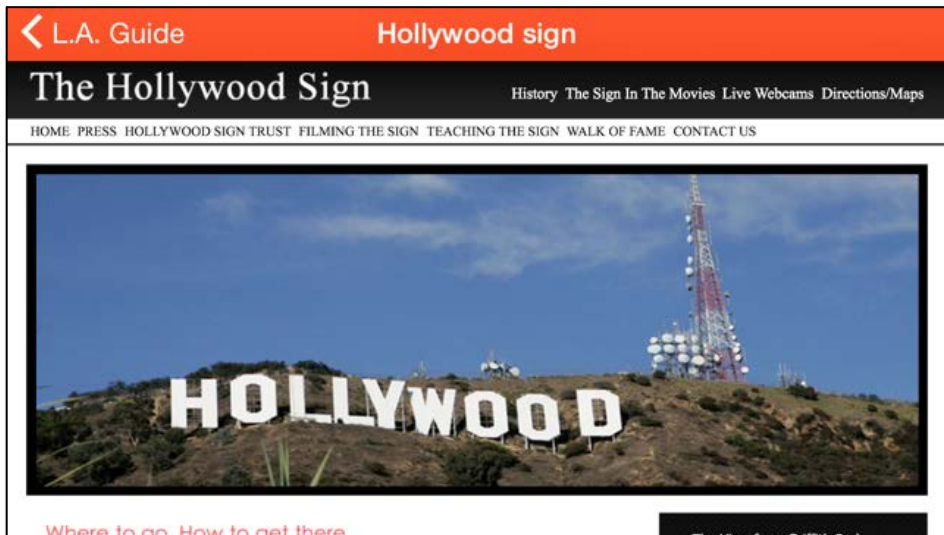 L.A. Guide Hollywood sign
The Hollywood Sign
History The Sign In The Movies Live Webcams Directions/Maps
HOME PRESS HOLLYWOOD SIGN TRUST FILMING THE SIGN TEACHING THE SIGN WALK OF FAME CONTACT US
HOLLYWOOD
Where to go. How to get there